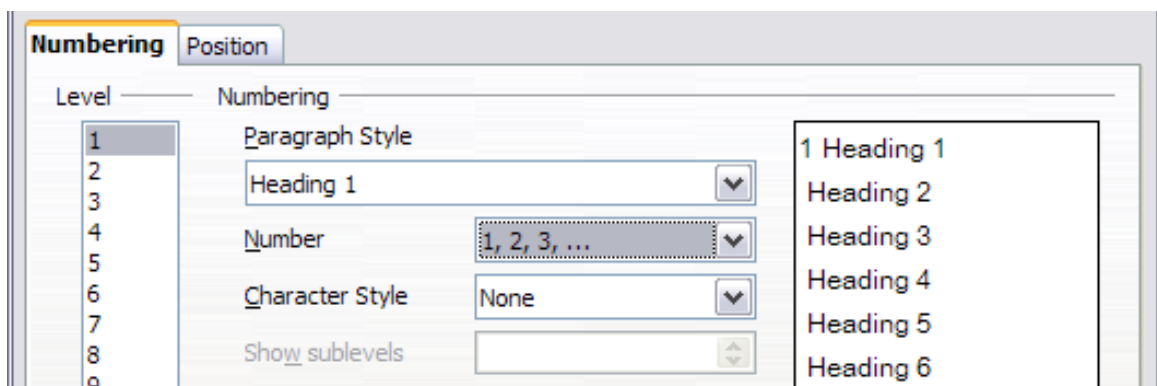 Numbering Position
Level Numbering
1
2
3
4
5
6
7
8
9
Paragraph Style
Heading 1
Number 1, 2, 3, ...
Character Style None
Show sublevels
1 Heading 1
Heading 2
Heading 3
Heading 4
Heading 5
Heading 6